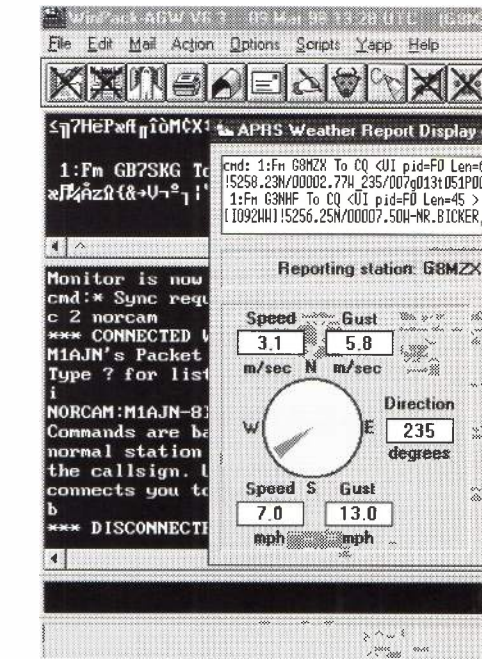 WinPack-AGW V6
File Edit Mail Action Options Scripts Yapp Help
1:Fm GB7SKG To
Monitor is now
cmd:* Sync requ
c 2 norcam
*** CONNECTED
M1AJN's Packet
Type ? for list
i
NORCAM:M1AJN-8
Commands are ba
normal station
the callsign.
connects you to
b
*** DISCONNECTE
APRS Weather Report Display
cmd: 1:Fm G8MZX To CQ <UI pid=F0 Len=
!5258.23N/00002.77W_235/007g013t051P00
1:Fm G3NHF To CQ <UI pid=F0 Len=45 >
[IO92WW]!5256.25N/00007.50W-NR.BICKER,
Reporting station: G8MZX
Speed Gust
3.1 5.8
m/sec N m/sec
Direction
W E 235
degrees
Speed S Gust
7.0 13.0
mph mph